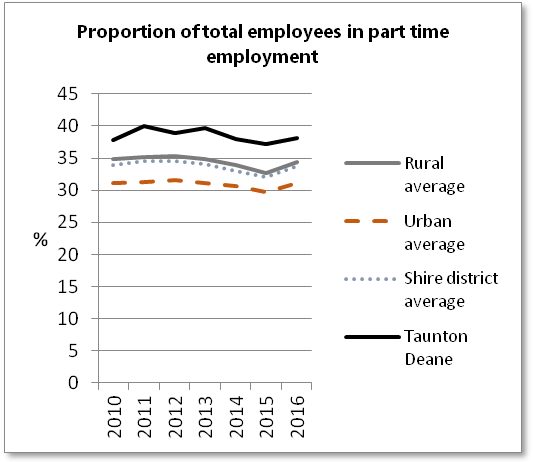 Proportion of total employees in part time
employment
45
40
35
30
25
20
15
10
5
0
%
2010
2011
2012
2013
2014
2015
2016
Rural
average
Urban
average
Shire district
average
Taunton
Deane